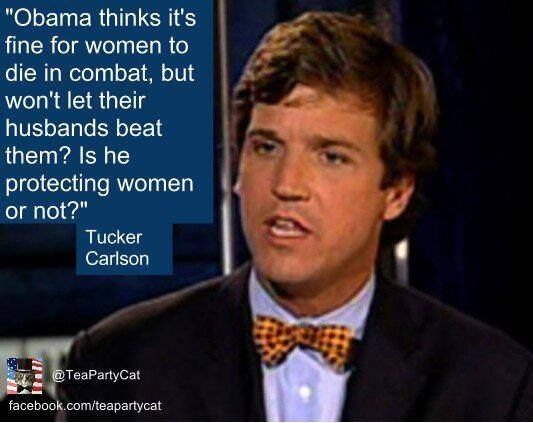 "Obama thinks it's
fine for women to
die in combat, but
won't let their
husbands beat
them? Is he
protecting women
or not?"
Tucker
Carlson
@TeaPartyCat
facebook.com/teapartycat